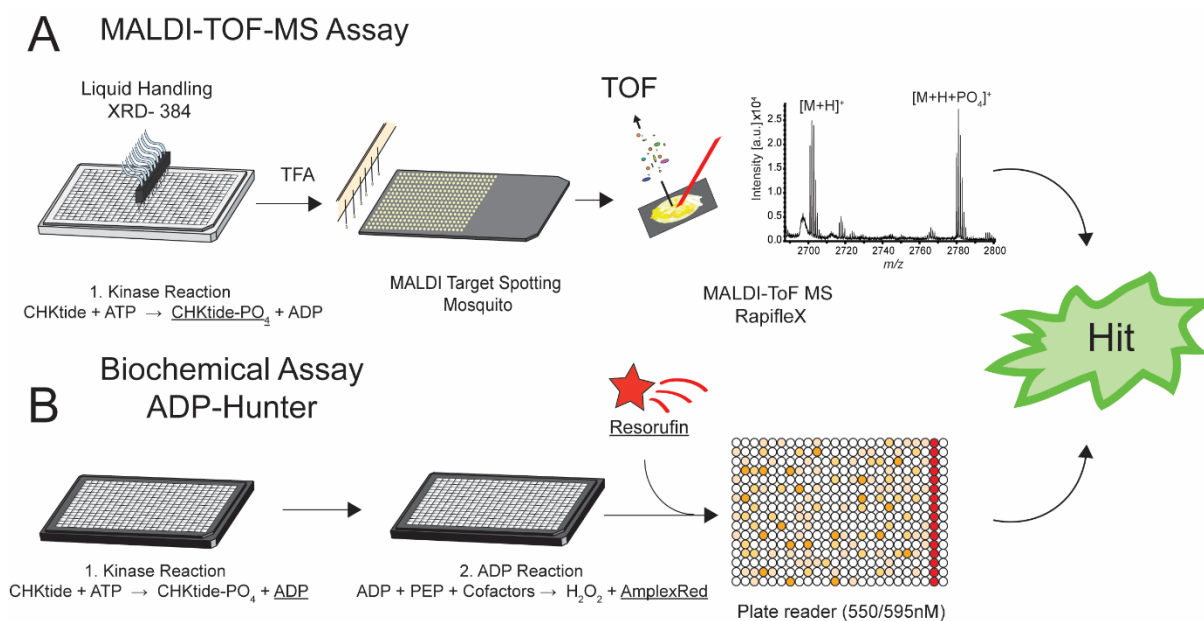 A
MALDI-TOF-MS Assay
Liquid Handling
XRD- 384
TFA
TOF
[M+H]⁺
[M+H+PO₄]⁺
Intensity [a.u.]x10⁴
2.5
2.0
1.5
1.0
0.5
0.0
2700 2720 2740 2760 2780 2800
m/z
1. Kinase Reaction
CHKtide + ATP → CHKtide-PO₄ + ADP
MALDI Target Spotting
Mosquito
MALDI-ToF MS
RapifleX
Hit
B
Biochemical Assay
ADP-Hunter
Resorufin
1. Kinase Reaction
CHKtide + ATP → CHKtide-PO₄ + ADP
2. ADP Reaction
ADP + PEP + Cofactors → H₂O₂ + AmplexRed
Plate reader (550/595nM)